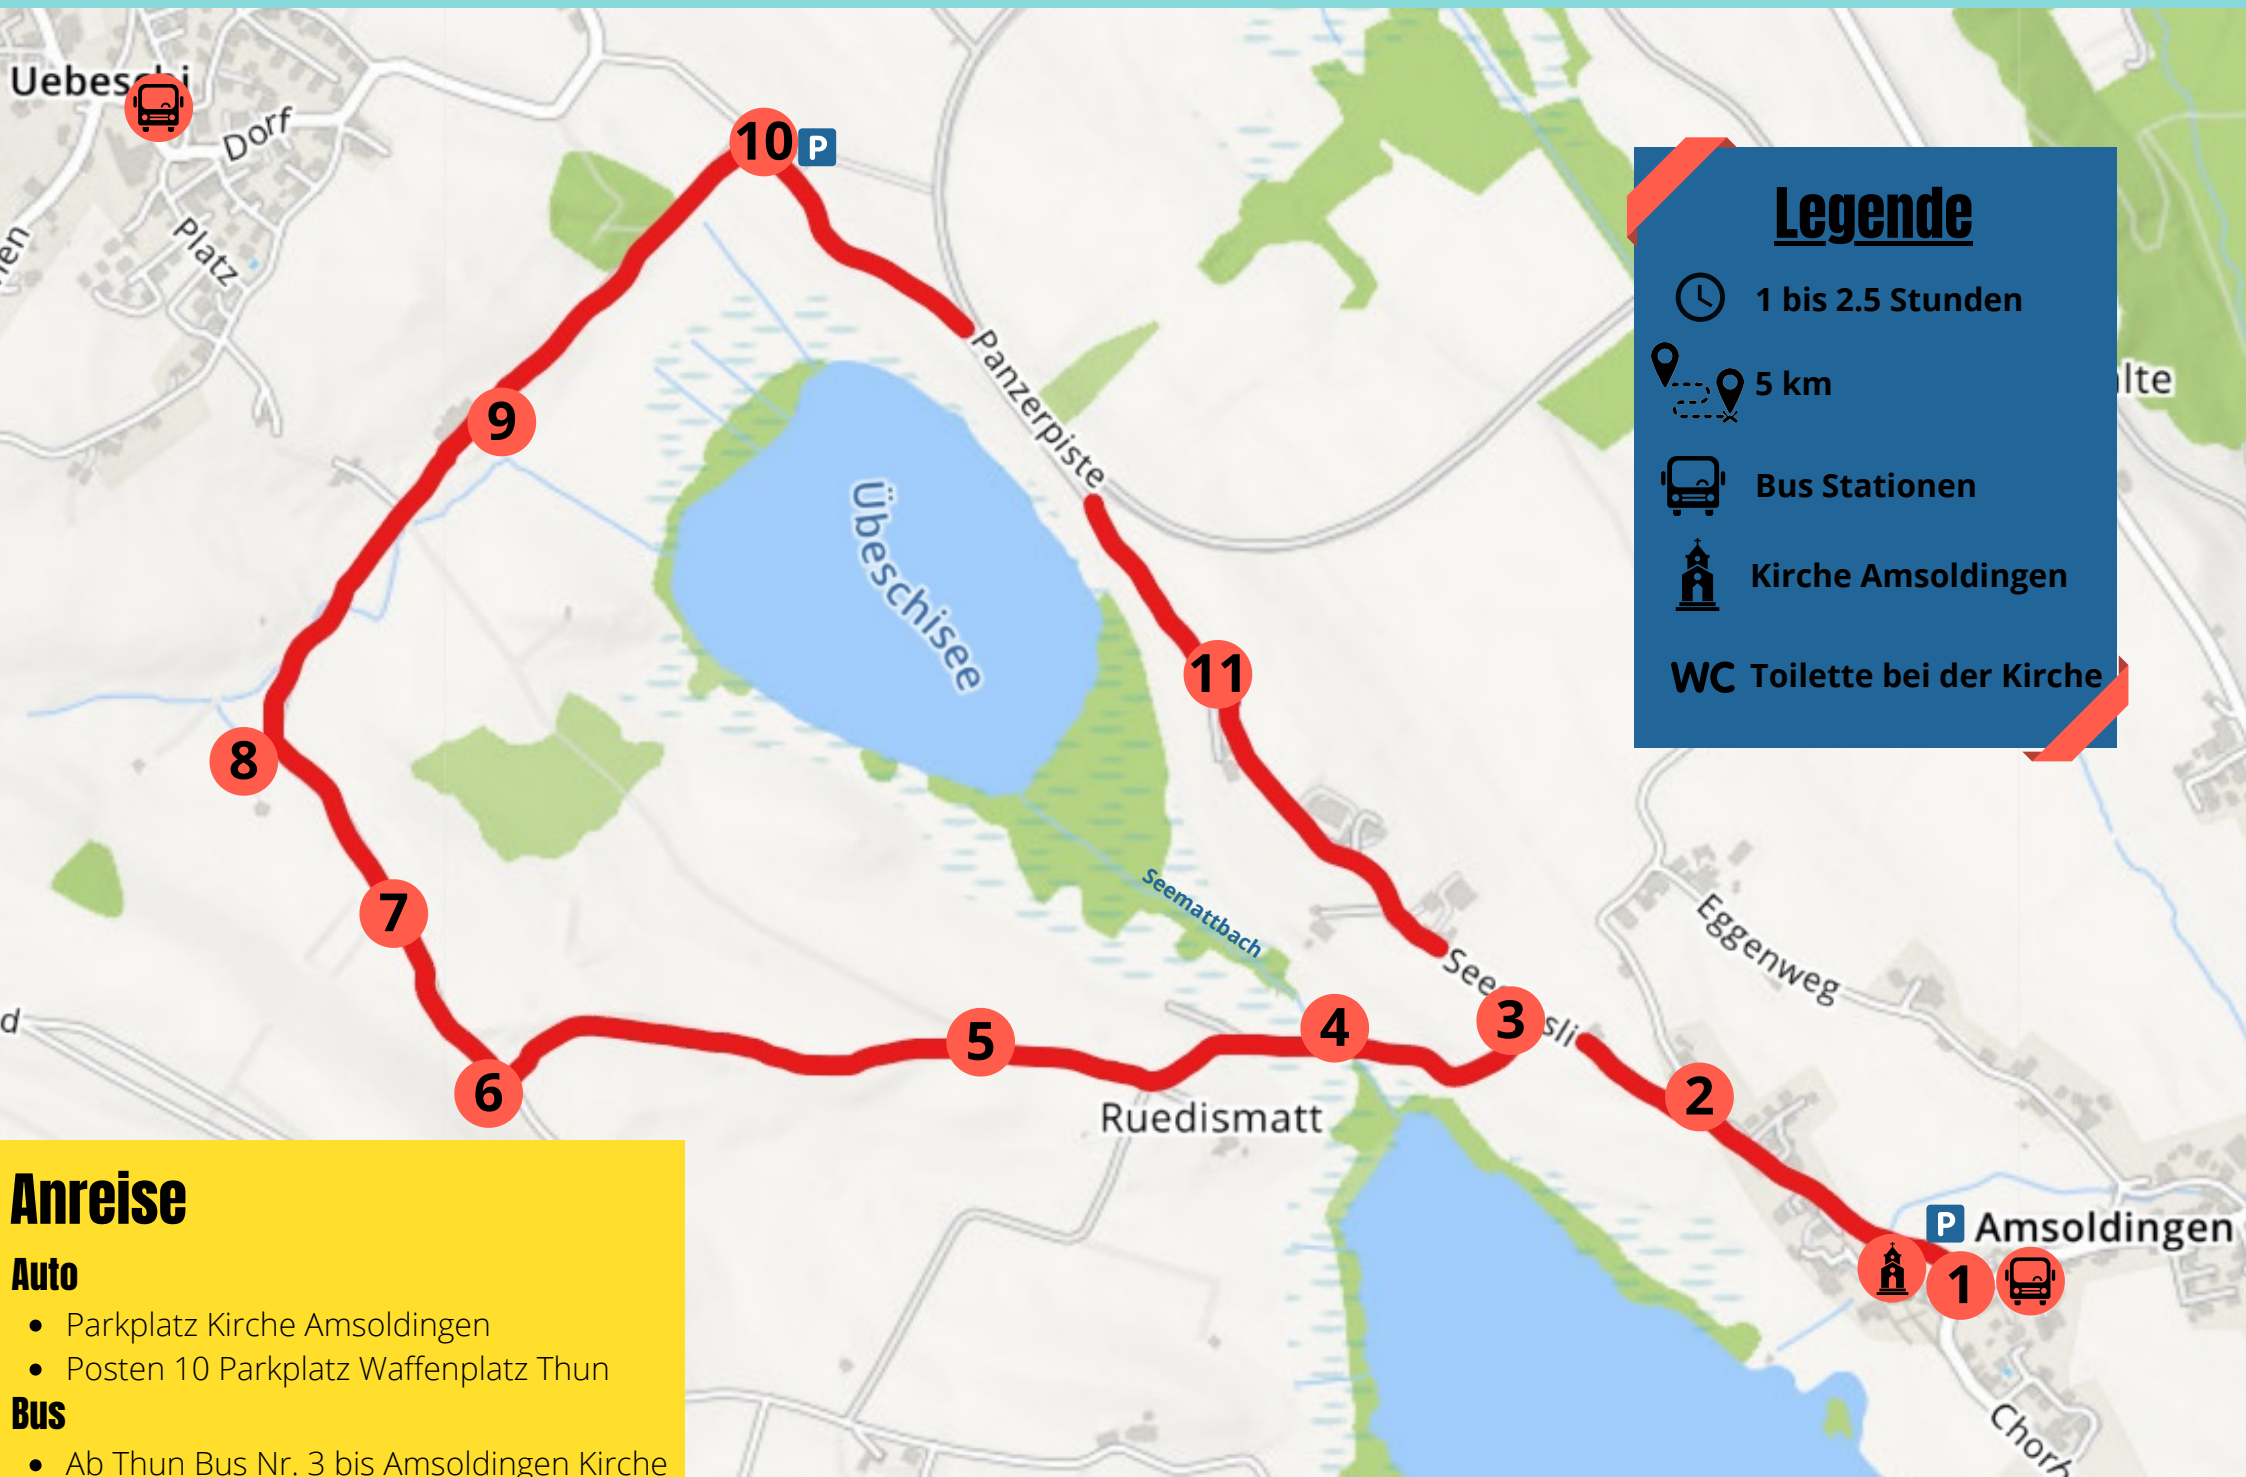 Uebeschi
Dorf
Platz
10
P
9
Panzerpiste
Übeschisee
11
8
7
Seemattbach
6
5
4
3
2
Ruedismatt
Eggenweg
P
Amsoldingen
1
Legende
1 bis 2.5 Stunden
5 km
Bus Stationen
Kirche Amsoldingen
WC Toilette bei der Kirche
Anreise
Auto
• Parkplatz Kirche Amsoldingen
• Posten 10 Parkplatz Waffenplatz Thun
Bus
• Ab Thun Bus Nr. 3 bis Amsoldingen Kirche